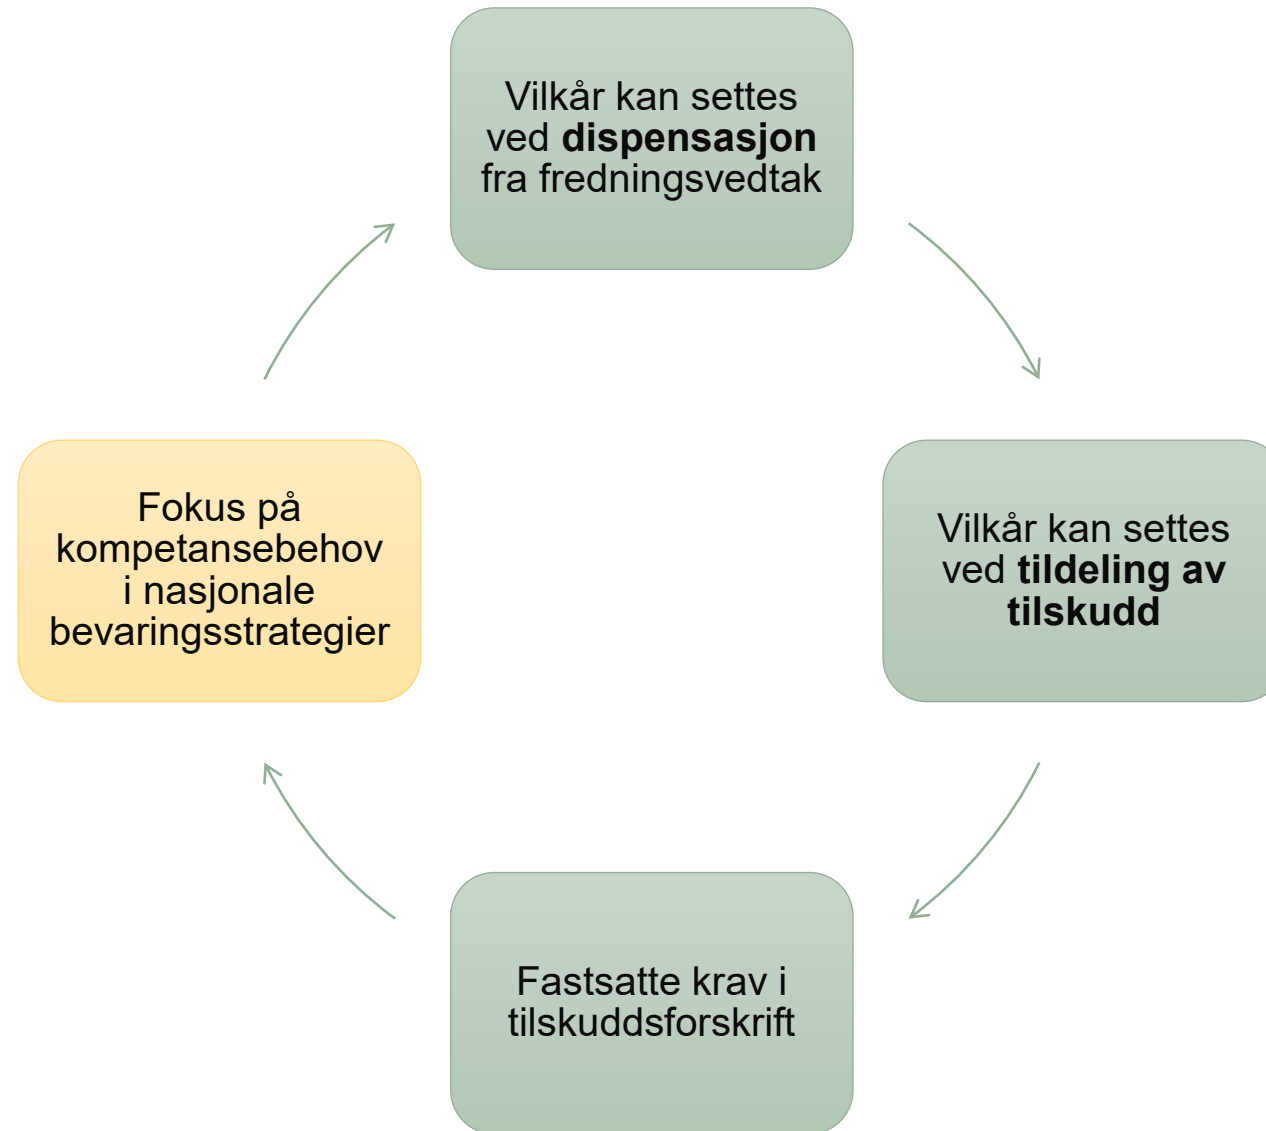 Vilkår kan settes
ved dispensasjon
fra fredningsvedtak
Vilkår kan settes
ved tildeling av
tilskudd
Fastsatte krav i
tilskuddsforskrift
Fokus på
kompetansebehov
i nasjonale
bevaringsstrategier